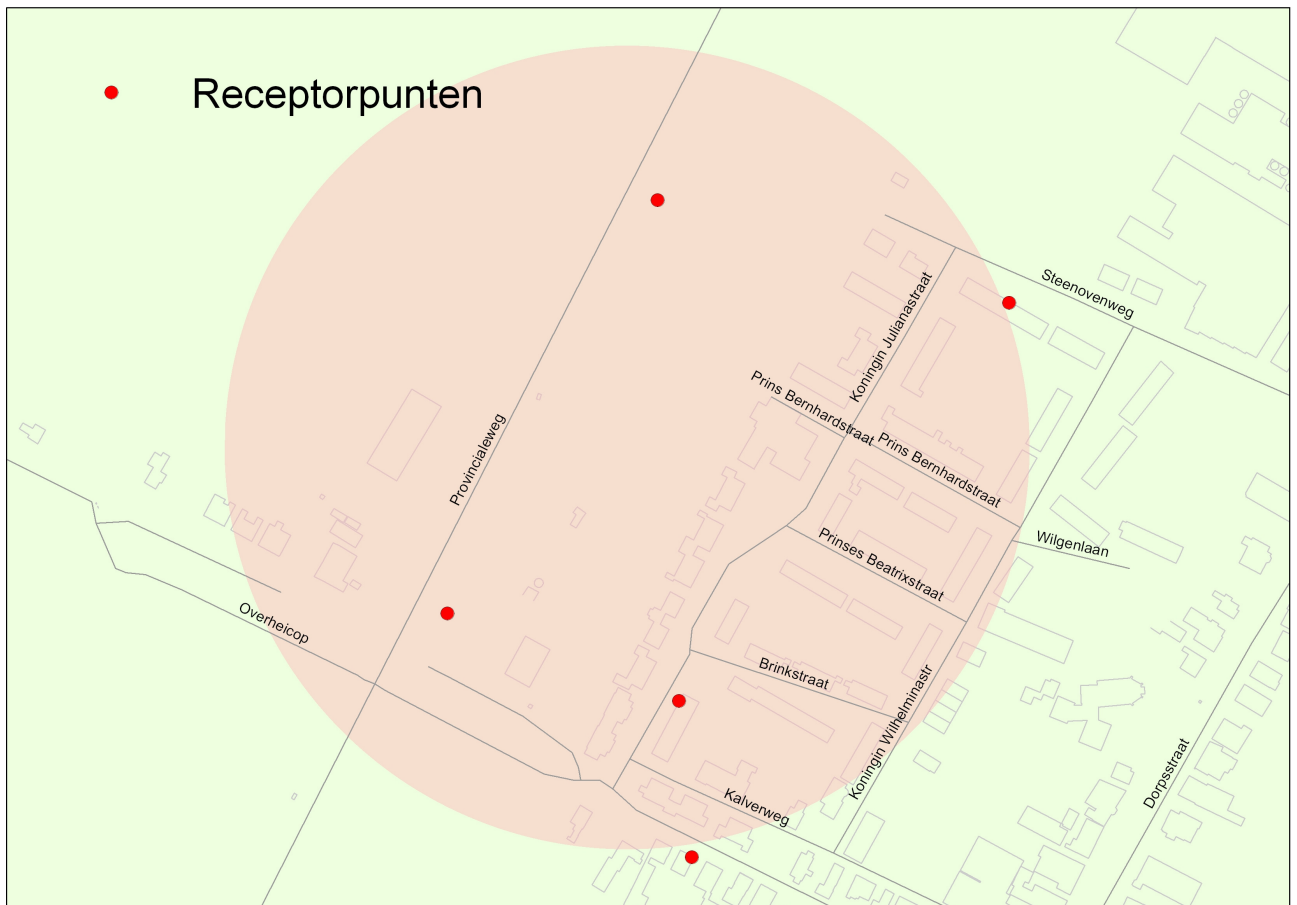 Receptorpunten
Steenovenweg
Koningin Julianastraat
Prins Bernhardstraat
Prins Bernhardstraat
Provincialeweg
Wilgenlaan
Prinses Beatrixstraat
Overheicop
Brinkstraat
Koningin Wilhelminastr
Dorpsstraat
Kalverweg